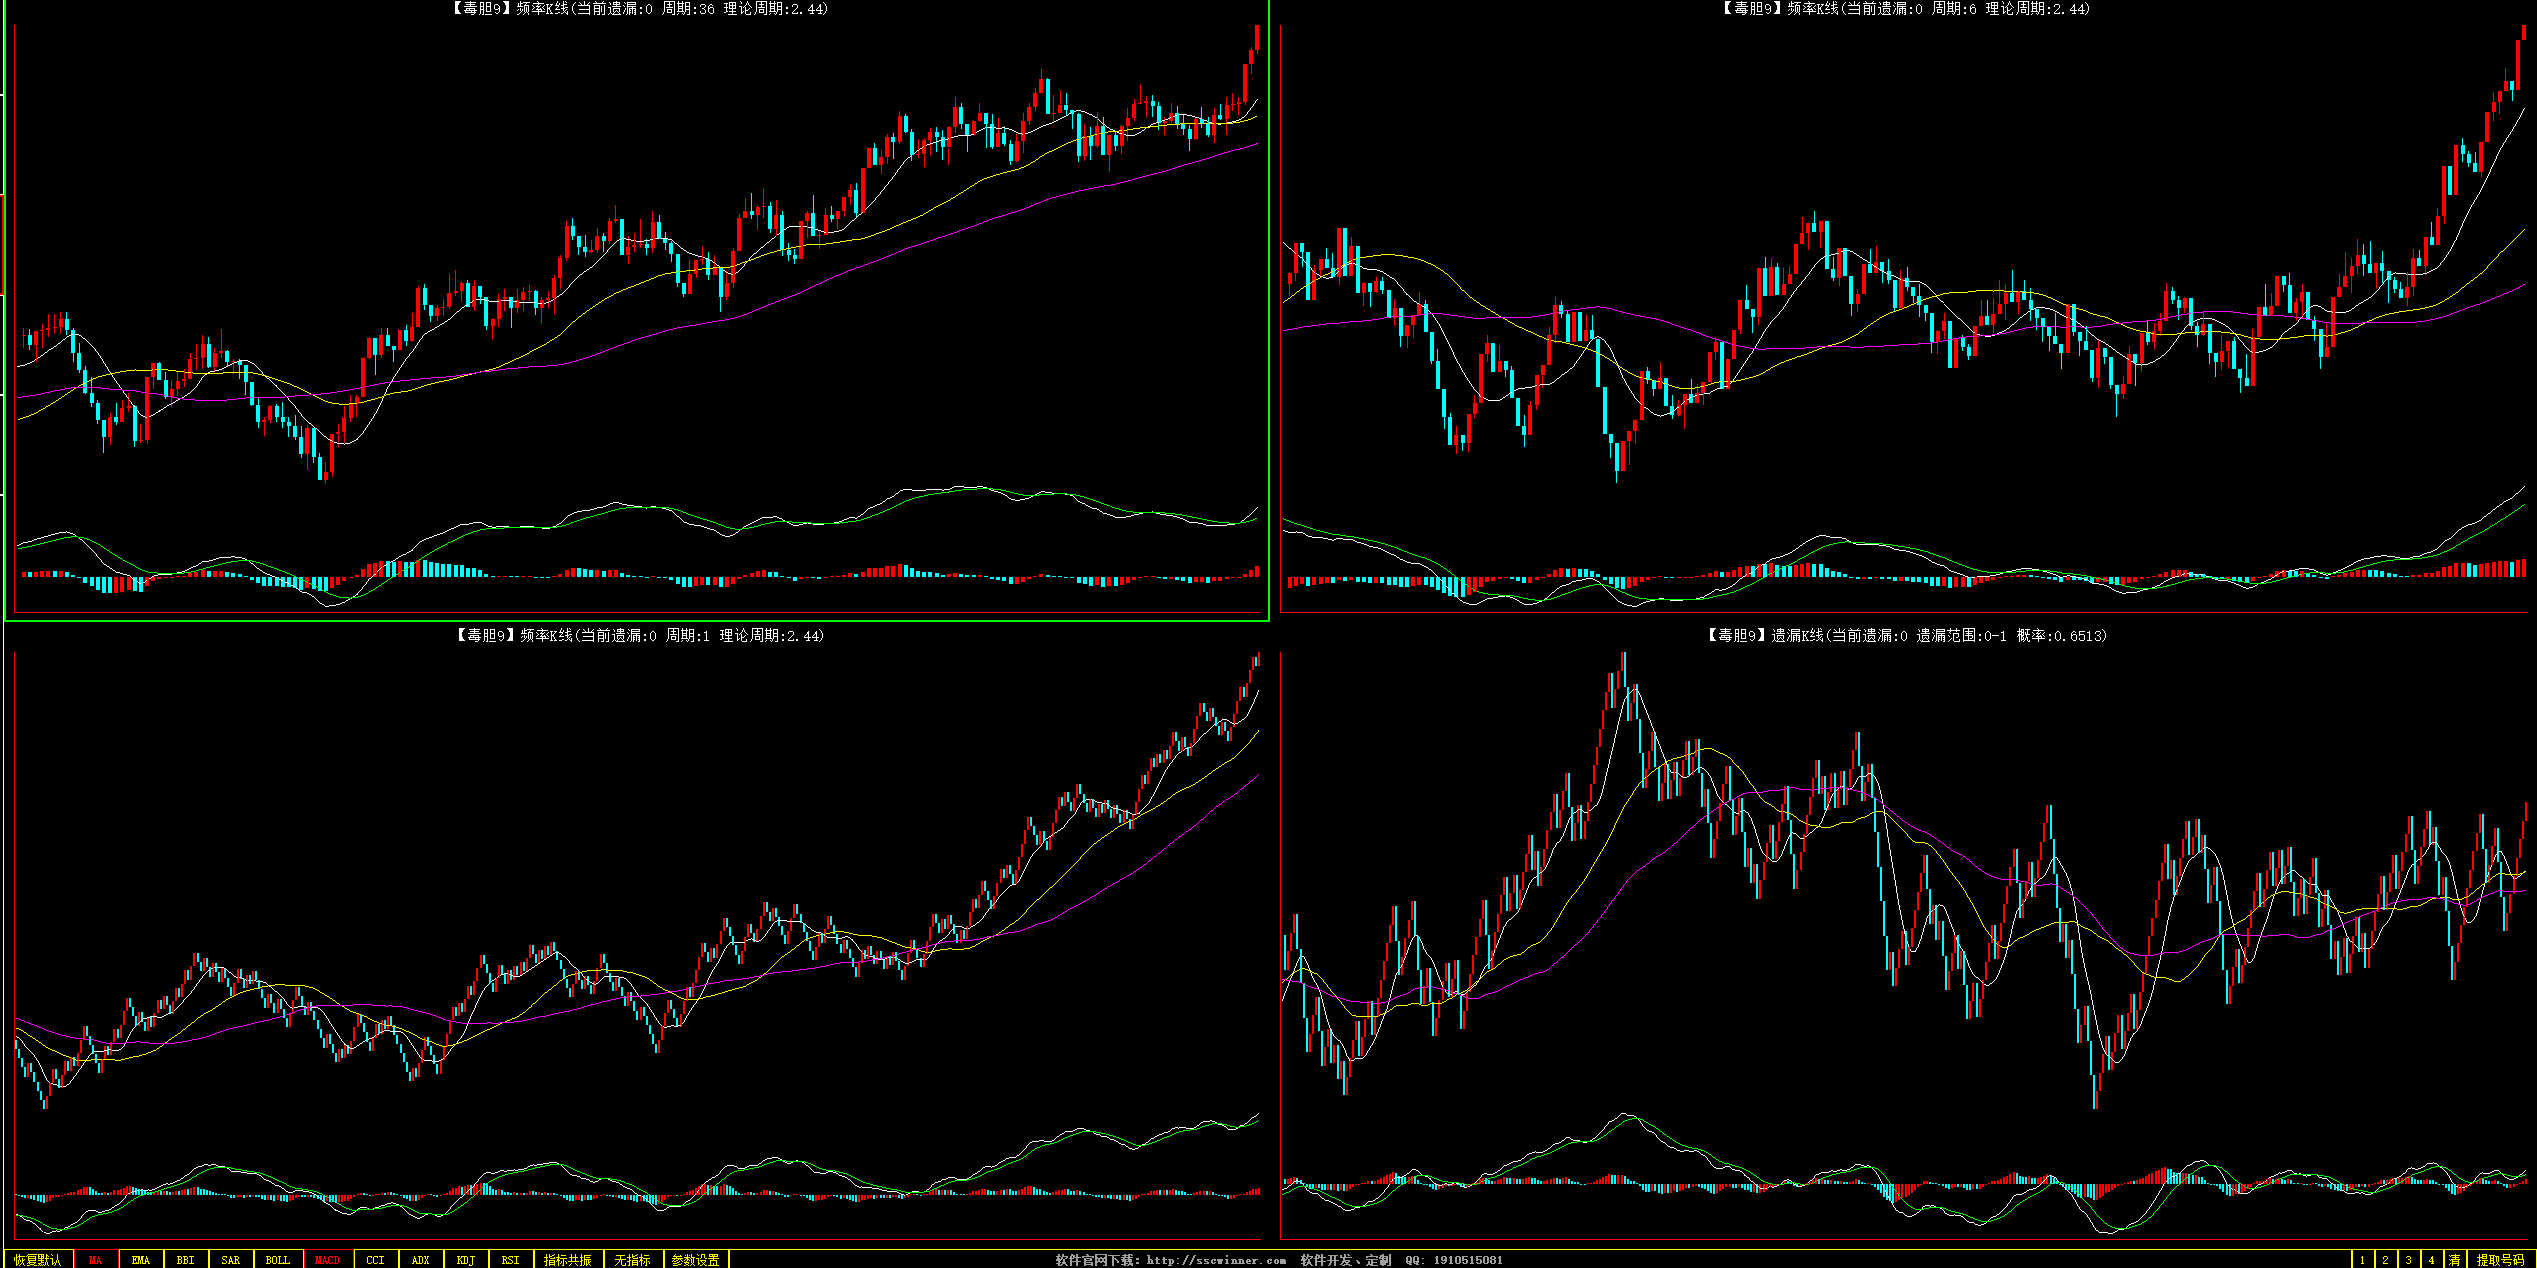 【毒胆9】频率K线(当前遗漏:0 周期:36 理论周期:2.44)
【毒胆9】频率K线(当前遗漏:0 周期:6 理论周期:2.44)
【毒胆9】频率K线(当前遗漏:0 周期:1 理论周期:2.44)
【毒胆9】遗漏K线(当前遗漏:0 遗漏范围:0-1 概率:0.6513)
恢复默认 MA EMA BBI SAR BOLL MACD CCI ADX KDJ RSI 指标共振 无指标 参数设置 软件官网下载: http://sscwinner.com 软件开发、定制 QQ: 1910515081 1 2 3 4 清 提取号码